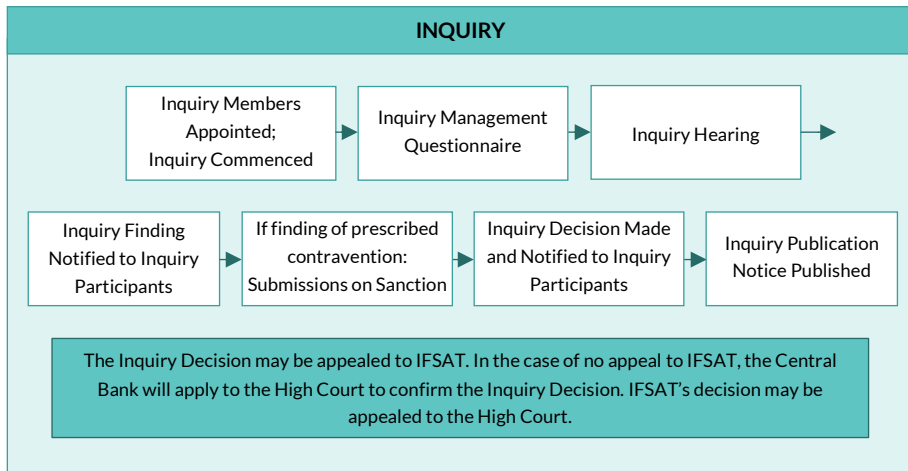 INQUIRY
Inquiry Members
Appointed;
Inquiry Commenced
Inquiry Management
Questionnaire
Inquiry Hearing
Inquiry Finding
Notified to Inquiry
Participants
If finding of prescribed
contravention:
Submissions on Sanction
Inquiry Decision Made
and Notified to Inquiry
Participants
Inquiry Publication
Notice Published
The Inquiry Decision may be appealed to IFSAT. In the case of no appeal to IFSAT, the Central
Bank will apply to the High Court to confirm the Inquiry Decision. IFSAT’s decision may be
appealed to the High Court.